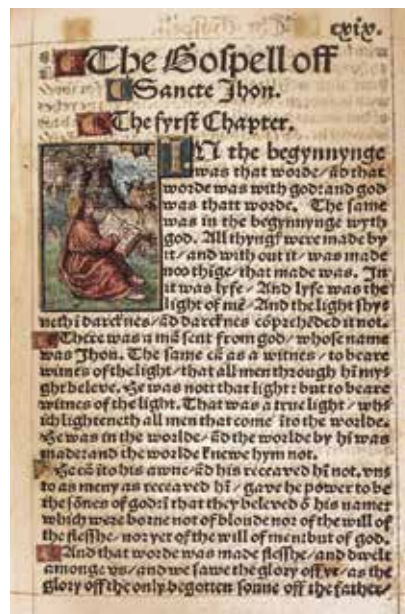 cxix.
The Gospell off
Sancte Jhon.
The fyrst Chapter.
IN the begynnynge
was that worde/ ād that
worde was with god: and god
was thatt worde. The same
was in the begynnynge wyth
god. All thyngſ were made by
it/ and with out it/ was made
noo thīge/ that made was. In
it was lyfe/ And lyfe was the
light of mē/ And the light shys
neth ī darcknes/ ād darcknes cōprehēded it not.
There was a mā sent from god/ whose name
was Jhon. The same cā as a witnes/ to beare
witnes of the light/ that all men through hī mys
ght beleve. He was nott that light: but to beare
witnes of the light. That was a true light/ whs
ich lighteneth all men that come īto the worlde.
He was in the worlde/ ād the worlde by hī was
made: and the worlde knewe hym not.
He cā īto his awne/ ād his receaved hī not. vns
to as meny as receaved hī/ gave he power to be
the sōnes of god: ī that they beleved ō his name:
which were borne not of bloude nor of the will of
the flesshe/ nor yet of the will of men: but of god.
And that worde was made flesshe/ and dwelt
amonge vs/ and we sawe the glory off yt/ as the
glory off the only begotten sonne off the father/